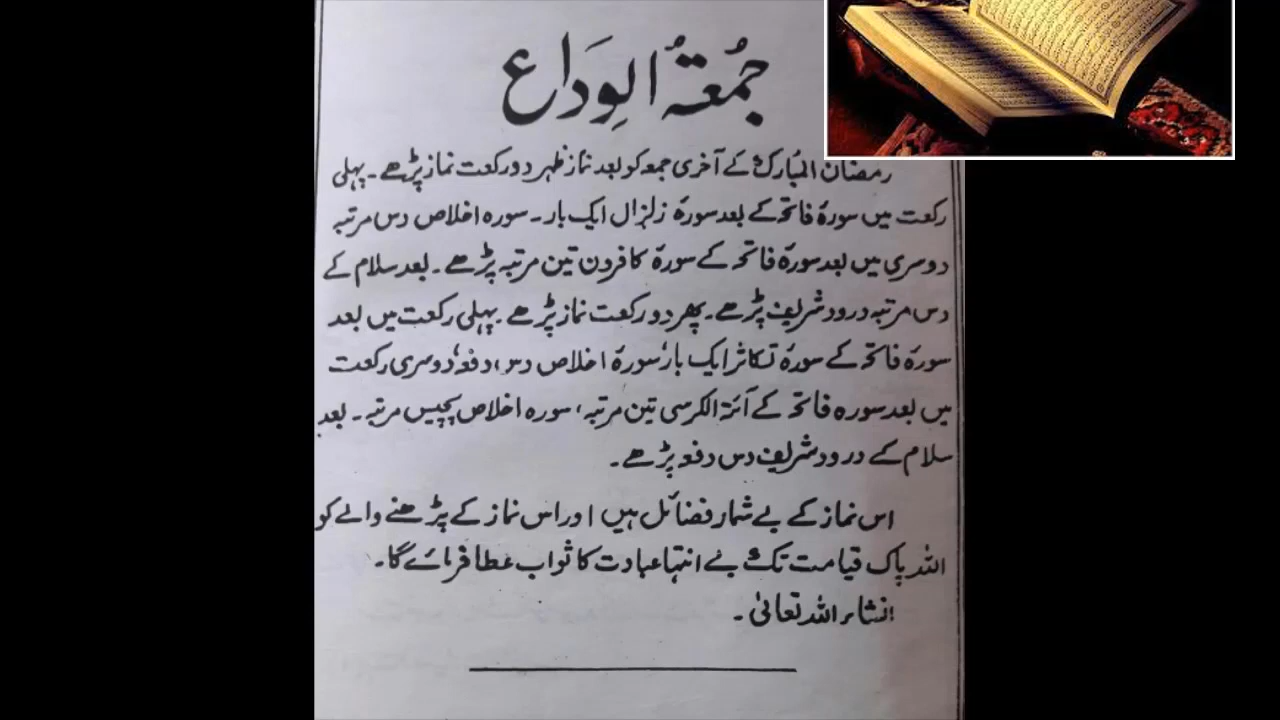 جُمعۃُ الوِدَاع
رمضان المبارک کے آخری جمعہ کو بعد نماز ظہر دو رکعت نماز پڑھے۔ پہلی
رکعت میں سورۂ فاتحہ کے بعد سورۂ زلزال ایک بار۔ سورہ اخلاص دس مرتبہ
دوسری میں بعد سورۂ فاتحہ کے سورۂ کافرون تین مرتبہ پڑھے۔ بعد سلام کے
دس مرتبہ درود شریف پڑھے۔ پھر دو رکعت نماز پڑھے۔ پہلی رکعت میں بعد
سورۂ فاتحہ کے سورۂ تکاثر ایک بار، سورۂ اخلاص دس دفعہ، دوسری رکعت
میں بعد سورہ فاتحہ کے آئۃ الکرسی تین مرتبہ، سورہ اخلاص پچیس مرتبہ۔ بعد
سلام کے درود شریف دس دفعہ پڑھے۔
اس نماز کے بے شمار فضائل ہیں اور اس نماز کے پڑھنے والے کو
اللہ پاک قیامت تک بے انتہا عبادت کا ثواب عطا فرمائے گا۔
انشاء اللہ تعالیٰ۔